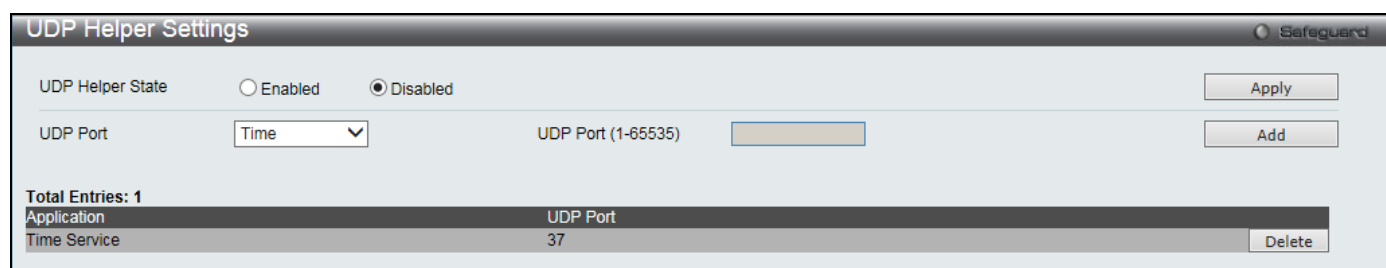 UDP Helper Settings
Safeguard
UDP Helper State Enabled Disabled Apply
UDP Port Time UDP Port (1-65535) Add
Total Entries: 1
Application UDP Port
Time Service 37 Delete